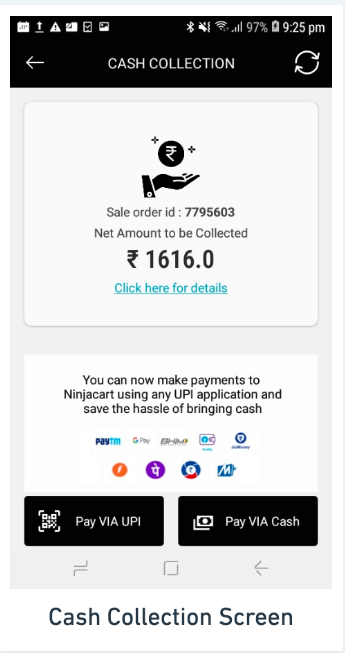 97% 9:25 pm
CASH COLLECTION
Sale order id : 7795603
Net Amount to be Collected
₹ 1616.0
Click here for details
You can now make payments to
Ninjacart using any UPI application and
save the hassle of bringing cash
Paytm G Pay BHIM
Pay VIA UPI Pay VIA Cash
Cash Collection Screen